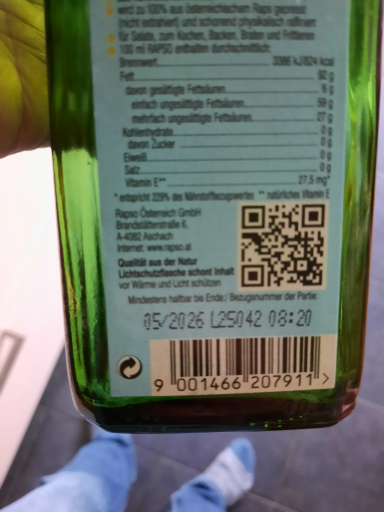 wird zu 100% aus österreichischem Raps gepresst
(nicht extrahiert) und schonend physikalisch raffiniert
für Salate, zum Kochen, Backen, Braten und Frittieren
100 ml RAPSO enthalten durchschnittlich:
Brennwert 3386 kJ/824 kcal
Fett 92 g
davon gesättigte Fettsäuren 6 g
einfach ungesättigte Fettsäuren 59 g
mehrfach ungesättigte Fettsäuren 27 g
Kohlenhydrate 0 g
davon Zucker 0 g
Eiweiß 0 g
Salz 0 g
Vitamin E** 27,5 mg*
* entspricht 229% des Nährstoffbezugswertes ** natürliches Vitamin E
Rapso Österreich GmbH
Brandstätterstraße 6,
A-4082 Aschach
Internet: www.rapso.at
Qualität aus der Natur
Lichtschutzflasche schont Inhalt
vor Wärme und Licht schützen
Mindestens haltbar bis Ende:/ Bezugsnummer der Partie:
05/2026 L25042 08:20
9 001466 207911 >